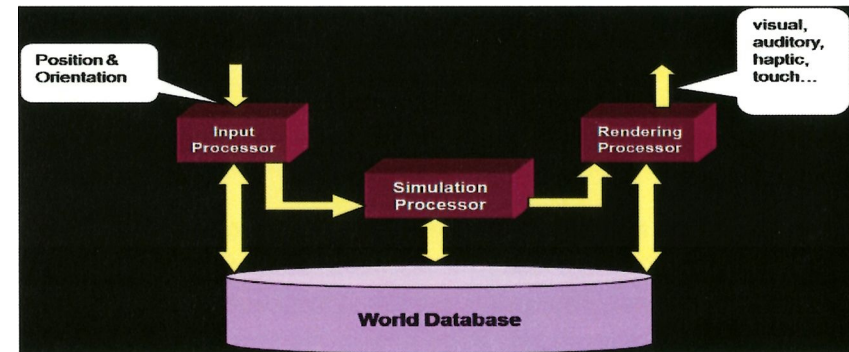 Position &
Orientation
visual,
auditory,
haptic,
touch...
Input
Processor
Rendering
Processor
Simulation
Processor
World Database